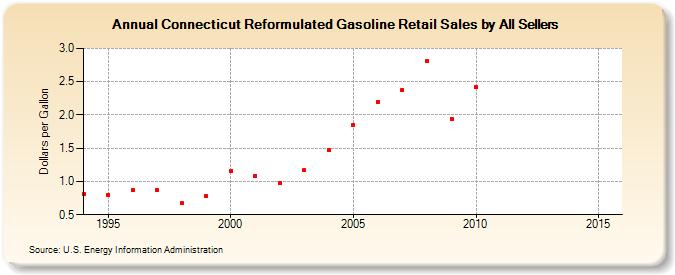 Annual Connecticut Reformulated Gasoline Retail Sales by All Sellers
Dollars per Gallon
3.0
2.5
2.0
1.5
1.0
0.5
1995 2000 2005 2010 2015
Source: U.S. Energy Information Administration